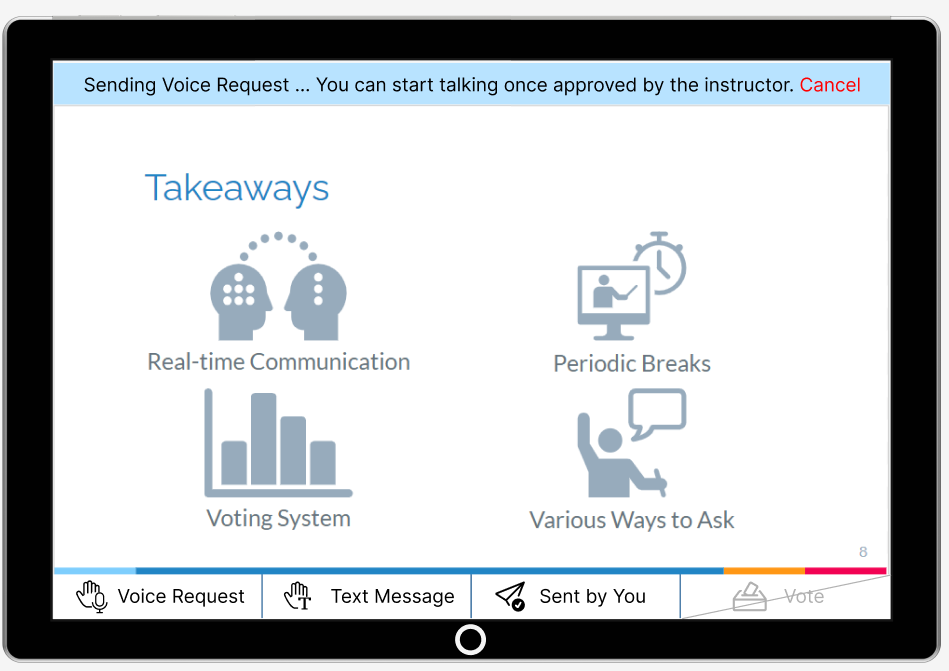 Sending Voice Request ... You can start talking once approved by the instructor. Cancel
Takeaways
Real-time Communication
Periodic Breaks
Voting System
Various Ways to Ask
8
Voice Request
T
Text Message
Sent by You
Vote